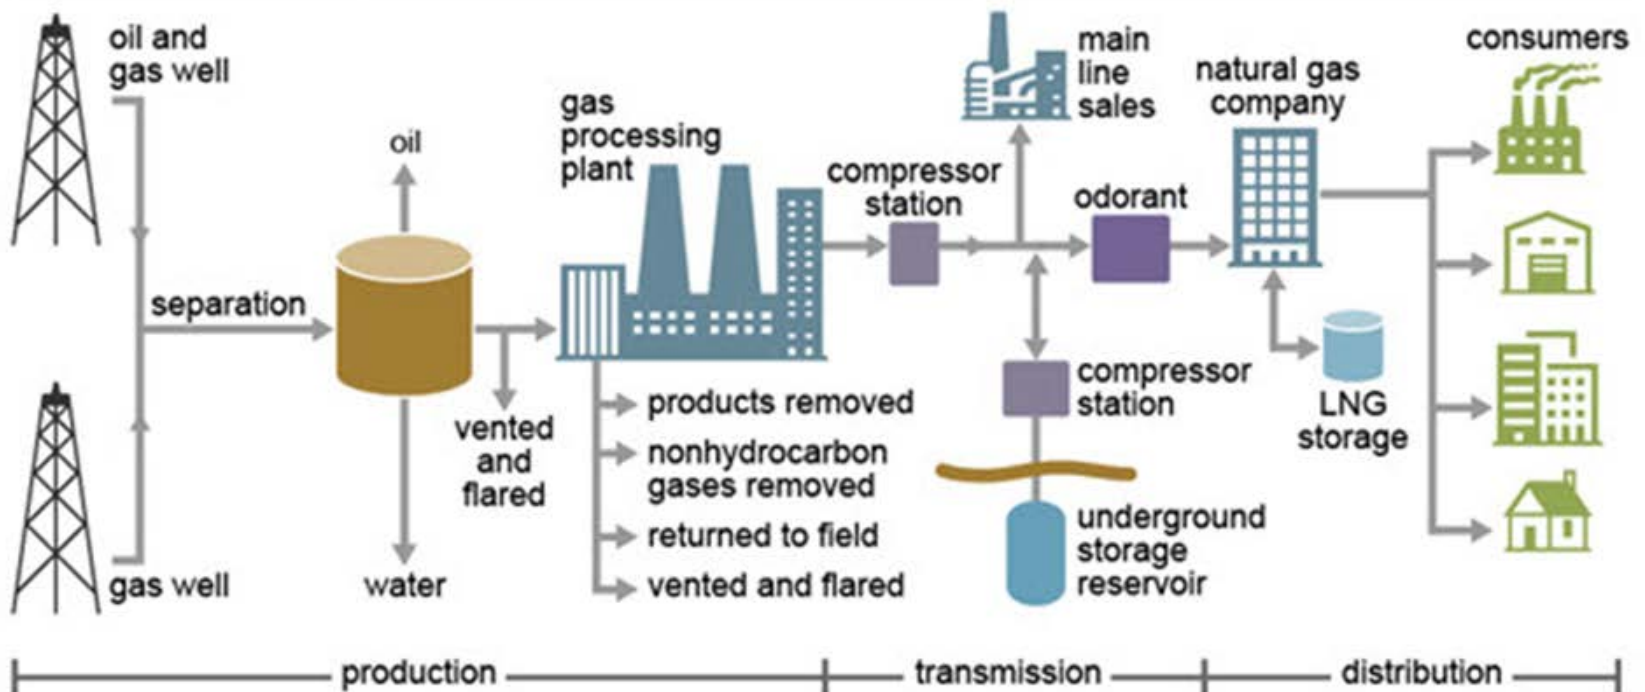 oil and
gas well
separation
gas well
oil
water
vented
and
flared
gas
processing
plant
products removed
nonhydrocarbon
gases removed
returned to field
vented and flared
compressor
station
main
line
sales
odorant
compressor
station
underground
storage
reservoir
natural gas
company
LNG
storage
consumers
production
transmission
distribution